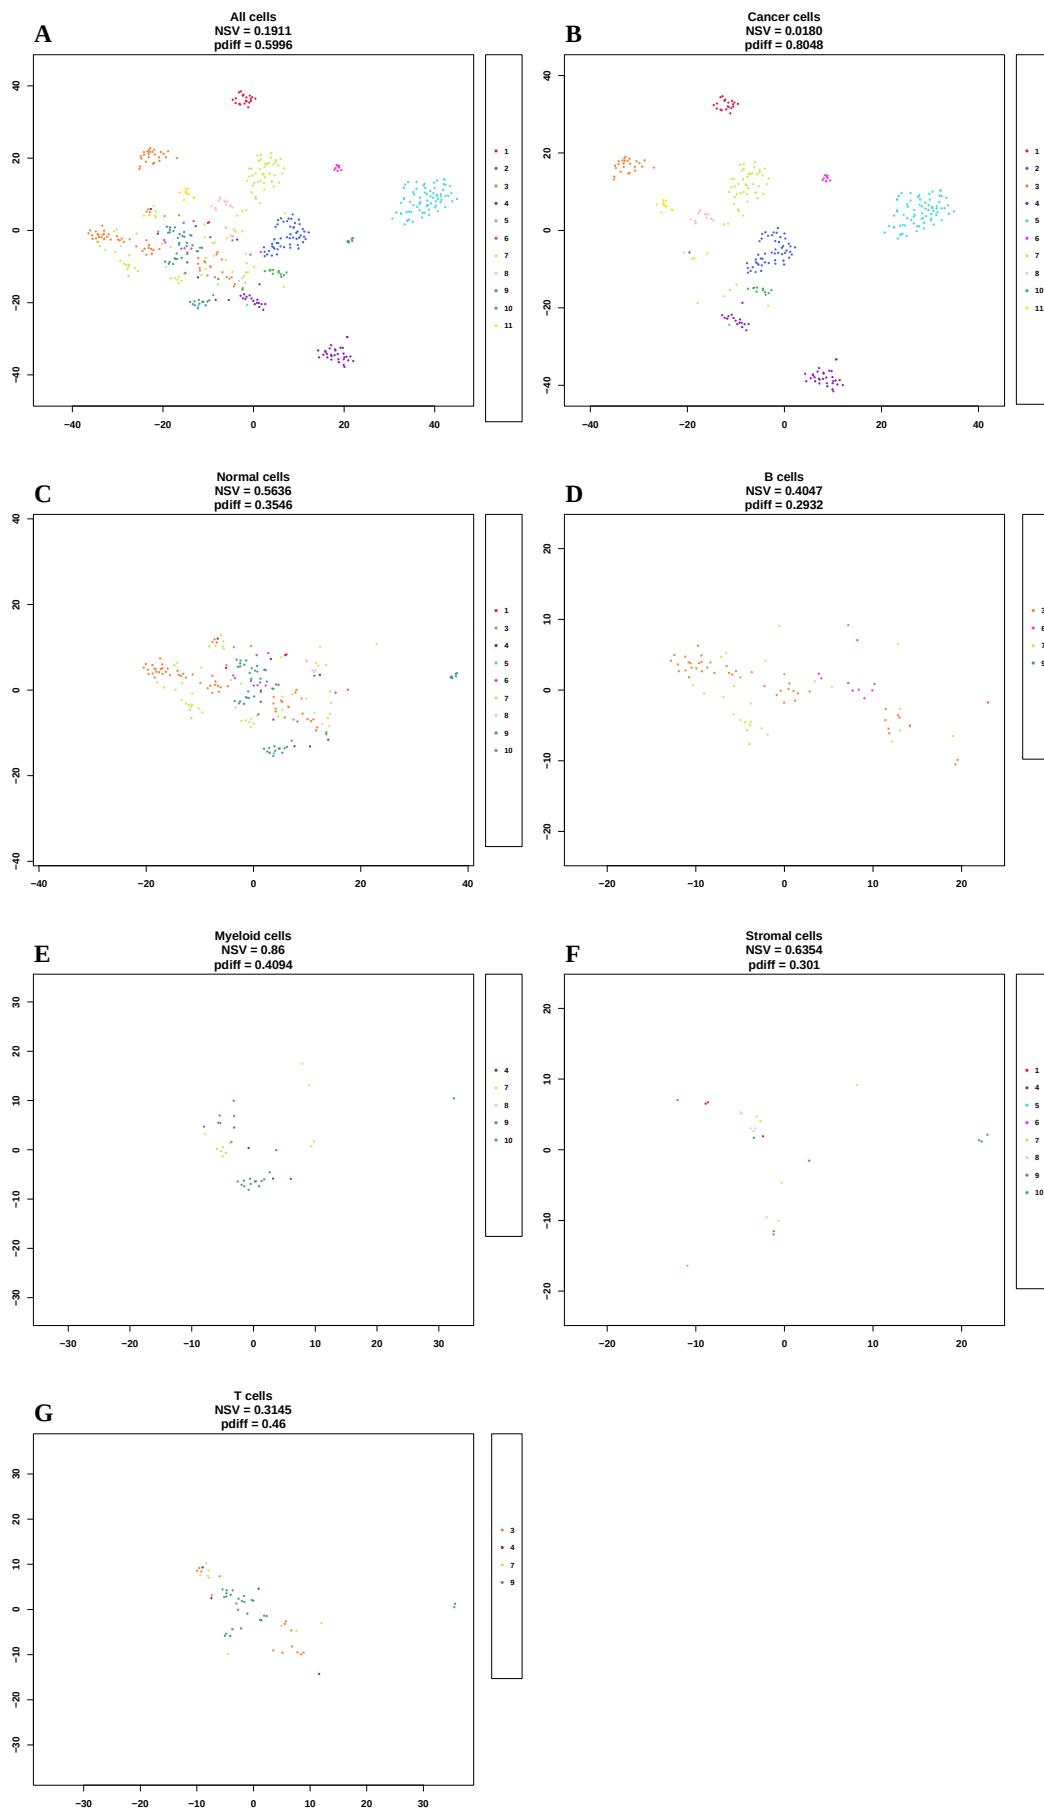 A
All cells
NSV = 0.1911
pdiff = 0.5996
40
20
0
−20
−40
−40 −20 0 20 40
1
2
3
4
5
6
7
8
9
10
11
B
Cancer cells
NSV = 0.0180
pdiff = 0.8048
40
20
0
−20
−40
−40 −20 0 20 40
1
2
3
4
5
6
7
8
10
11
C
Normal cells
NSV = 0.5636
pdiff = 0.3546
40
20
0
−20
−40
−40 −20 0 20 40
1
3
4
5
6
7
8
9
10
D
B cells
NSV = 0.4047
pdiff = 0.2932
20
10
0
−10
−20
−20 −10 0 10 20
3
6
7
9
E
Myeloid cells
NSV = 0.86
pdiff = 0.4094
30
20
10
0
−10
−20
−30
−30 −20 −10 0 10 20 30
4
7
8
9
10
F
Stromal cells
NSV = 0.6354
pdiff = 0.301
20
10
0
−10
−20
−20 −10 0 10 20
1
4
5
6
7
8
9
10
G
T cells
NSV = 0.3145
pdiff = 0.46
30
20
10
0
−10
−20
−30
−30 −20 −10 0 10 20 30
3
4
7
9